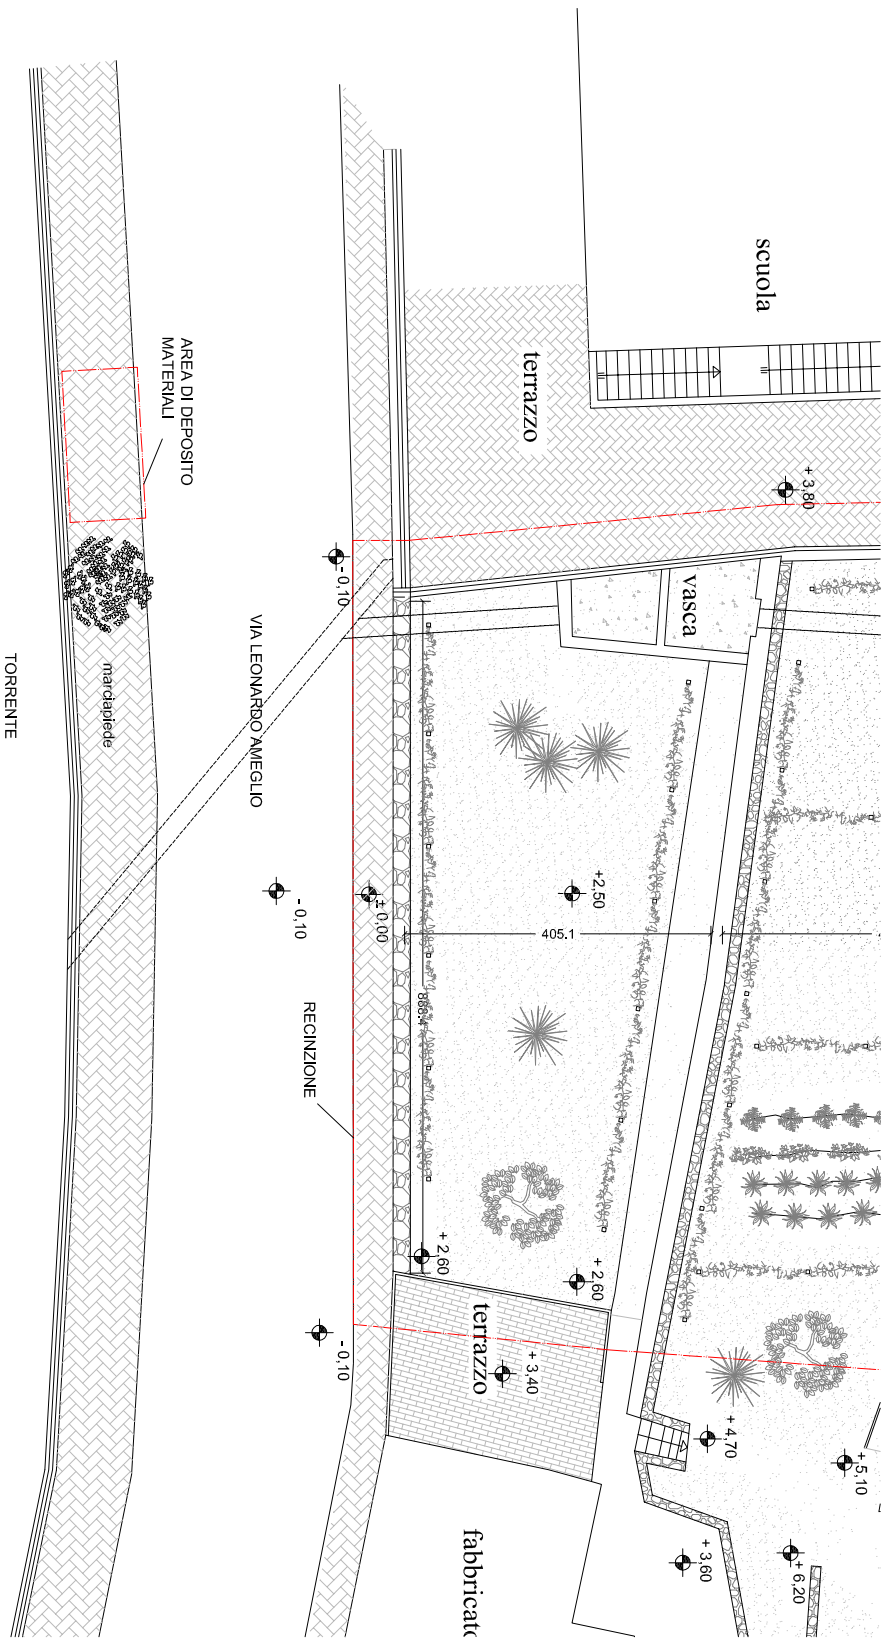 scuola
terrazzo
AREA DI DEPOSITO
MATERIALI
+ 3,80
- 0,10
vasca
VIA LEONARDO AMEGLIO
marciapiede
TORRENTE
+2,50
± 0,00
- 0,10
405.1
888.4
RECINZIONE
+ 2,60
+ 2,60
terrazzo
+ 3,40
- 0,10
+ 4,70
+ 5,10
+ 3,60
+ 6,20
fabbricato